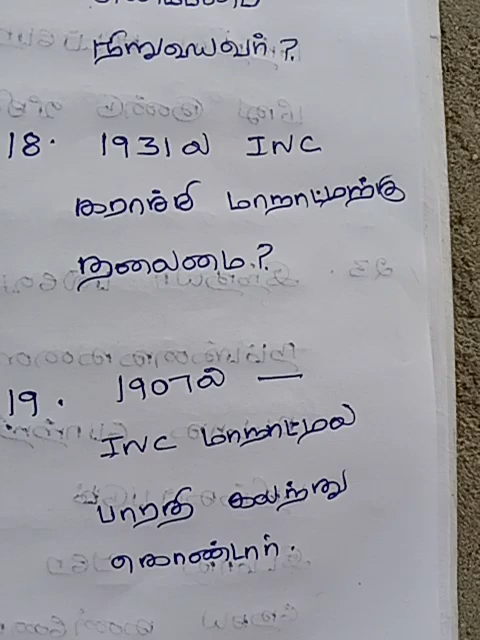 நிறுவியவர்?
18. 1931ல INC
கராச்சி மாநாட்டிற்கு
தலைமை?
19. 1907ல —
INC மாநாட்டில
பாரதி கலந்து
கொண்டார்.